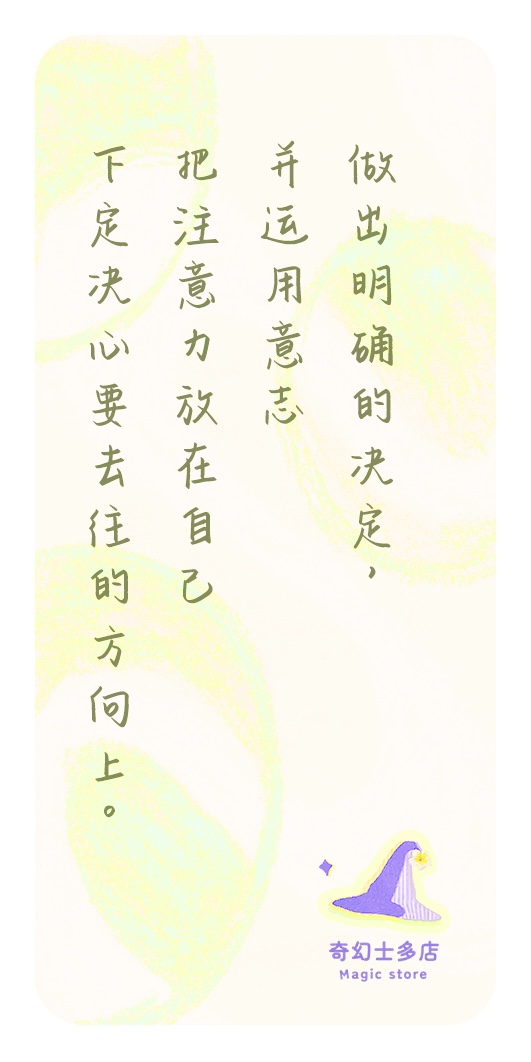 做出明确的决定，
并运用意志
把注意力放在自己
下定决心要去往的方向上。
奇幻士多店
Magic store